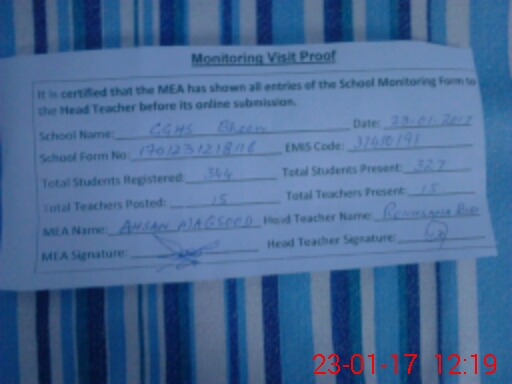 Monitoring Visit Proof
It is certified that the MEA has shown all entries of the School Monitoring Form to
the Head Teacher before its online submission.
School Name: GGHS Date: 23-01-2017
School Form No: EMIS Code:
Total Students Registered: 344 Total Students Present: 327
Total Teachers Posted: 15 Total Teachers Present: 15
MEA Name: AHSAN MAQSOOD Head Teacher Name:
MEA Signature: Head Teacher Signature:
23-01-17 12:19